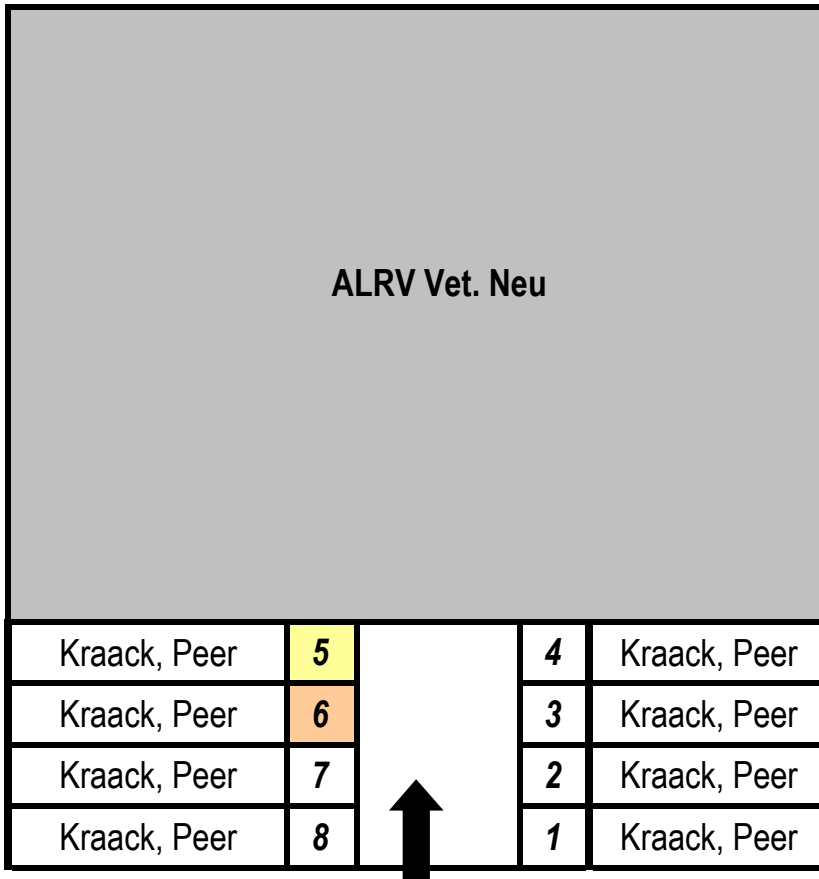 ALRV Vet. Neu
Kraack, Peer 5 4 Kraack, Peer
Kraack, Peer 6 3 Kraack, Peer
Kraack, Peer 7 2 Kraack, Peer
Kraack, Peer 8 1 Kraack, Peer